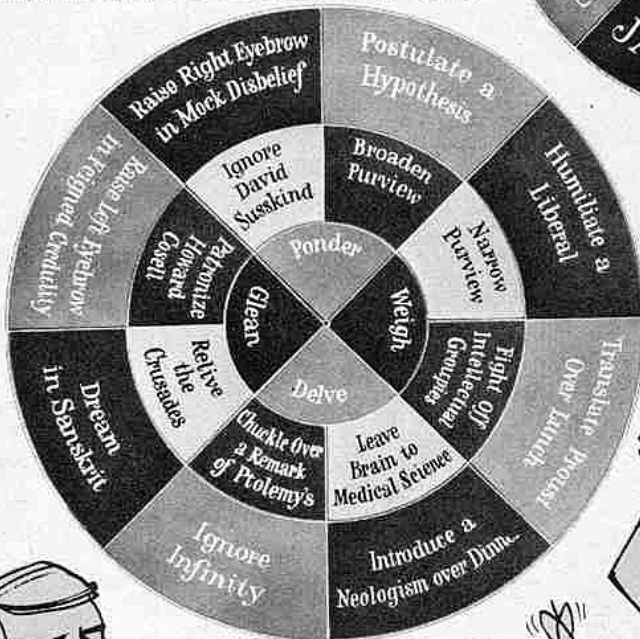 Raise Right Eyebrow
in Mock Disbelief
Postulate a
Hypothesis
Humiliate a
Liberal
Translate Proust
Over Lunch
Introduce a
Neologism over
Ignore
Infinity
Dream
in Sanskrit
Raise Left Eyebrow
in Feigned Credulity
Ignore
David
Susskind
Broaden
Purview
Narrow
Purview
Fight off
Intellectual
Groupies
Leave
Brain to
Medical Science
Chuckle Over
a Remark
of Ptolemy's
Relive
the
Crusades
Patronize
Howard
Cosell
Ponder
Weigh
Delve
Glean